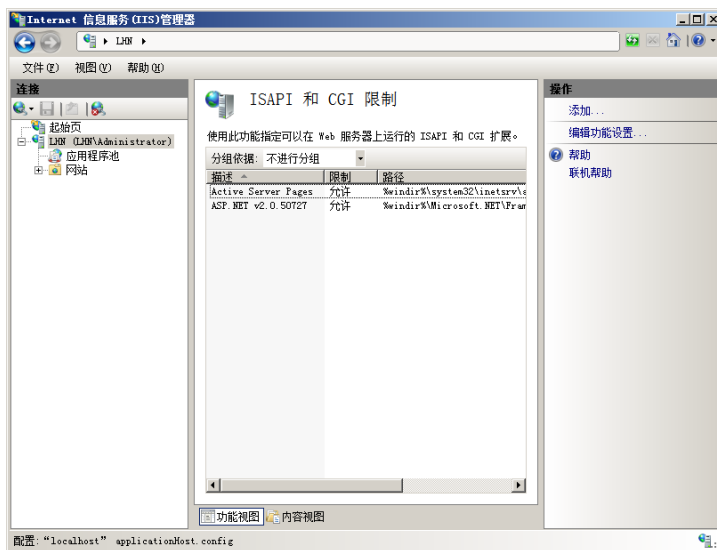 Internet 信息服务(IIS)管理器
LHN
文件(F) 视图(V) 帮助(H)
连接
起始页
LHN (LHN\Administrator)
应用程序池
网站
ISAPI 和 CGI 限制
使用此功能指定可以在 Web 服务器上运行的 ISAPI 和 CGI 扩展。
分组依据: 不进行分组
描述 限制 路径
Active Server Pages 允许 %windir%\system32\inetsrv\a
ASP.NET v2.0.50727 允许 %windir%\Microsoft.NET\Fram
功能视图 内容视图
操作
添加...
编辑功能设置...
帮助
联机帮助
配置:“localhost” applicationHost.config